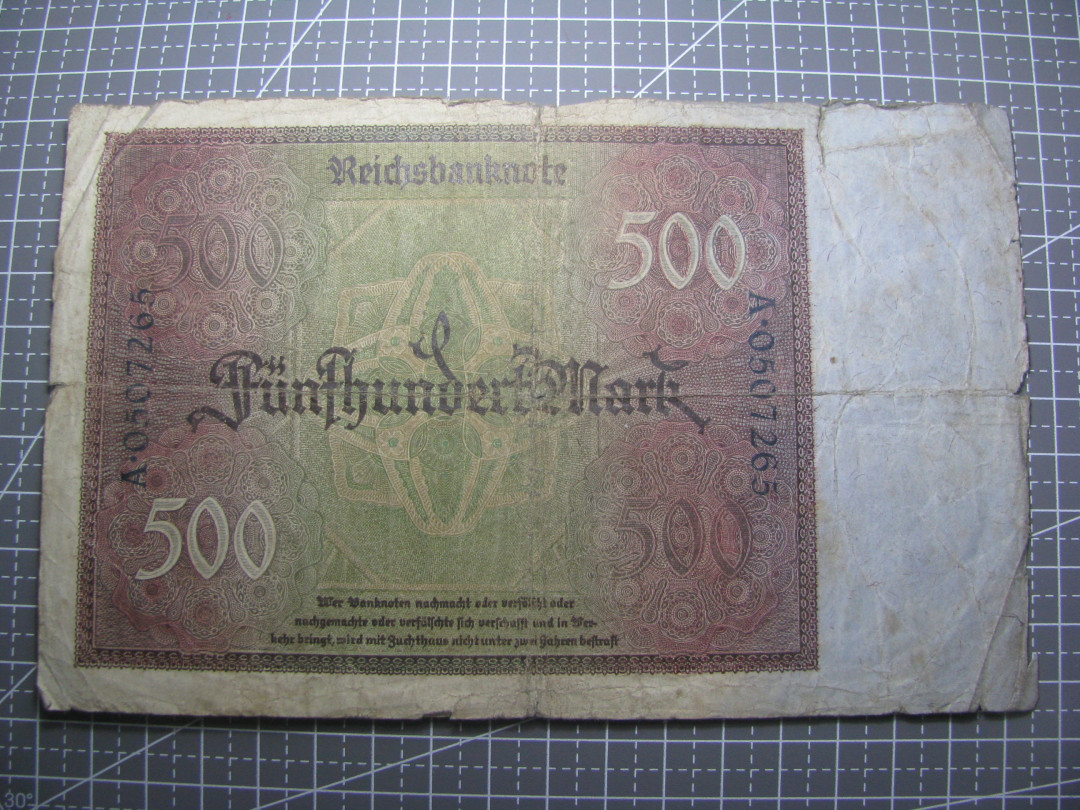 Reichsbanknote
500
500
A·0507265
A·0507265
Fünfhundert Mark
500
500
Wer Banknoten nachmacht oder verfälscht oder
nachgemachte oder verfälschte sich verschafft und in Ver-
kehr bringt, wird mit Zuchthaus nicht unter zwei Jahren bestraft
30°